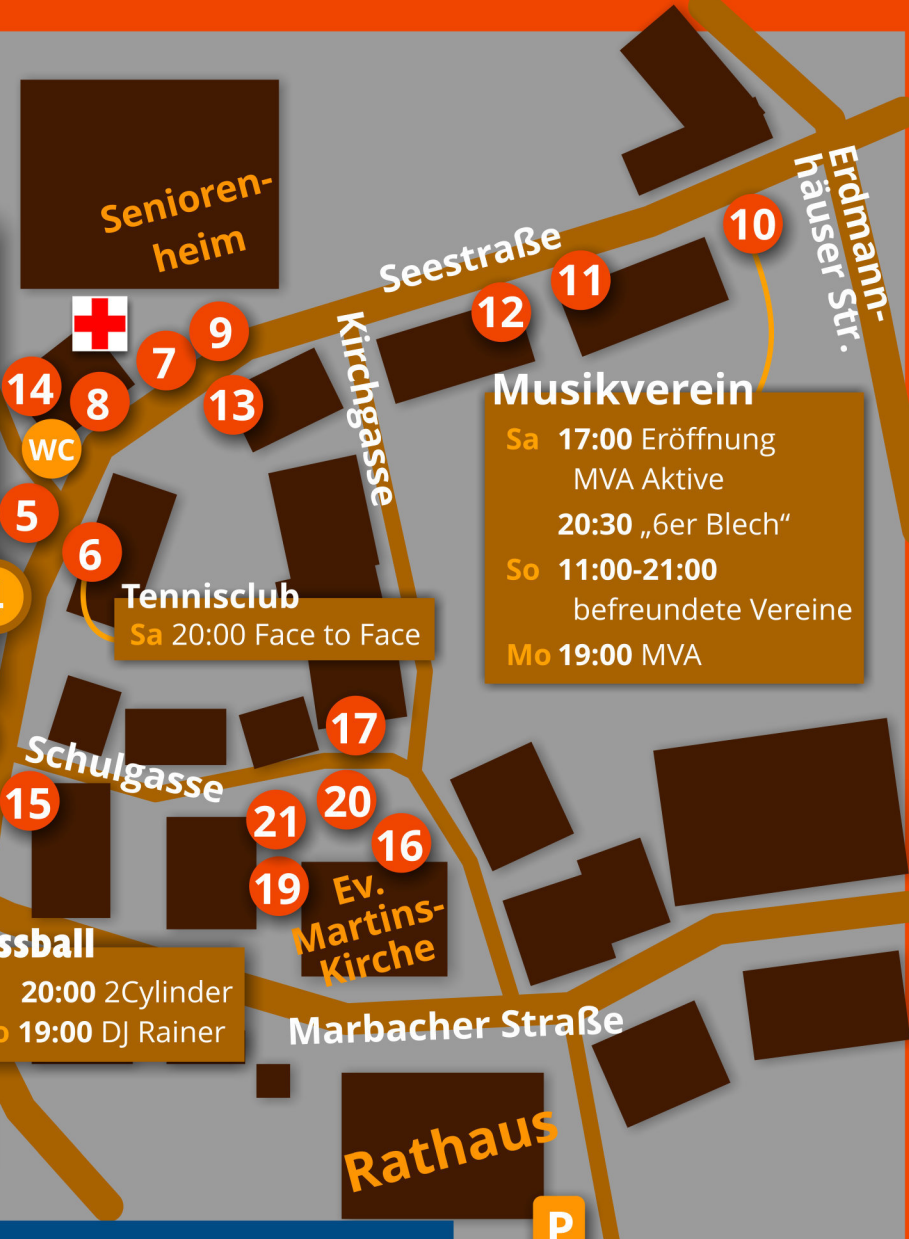 Senioren-
heim
Seestraße
Erdmann-
häuser Str.
Kirchgasse
10
11
12
9
7
13
14
8
WC
5
6
Musikverein
Sa 17:00 Eröffnung
MVA Aktive
20:30 „6er Blech“
So 11:00-21:00
befreundete Vereine
Mo 19:00 MVA
Tennisclub
Sa 20:00 Face to Face
17
Schulgasse
15
21
20
16
19
Ev.
Martins-
Kirche
ssball
20:00 2Cylinder
o 19:00 DJ Rainer
Marbacher Straße
Rathaus
P